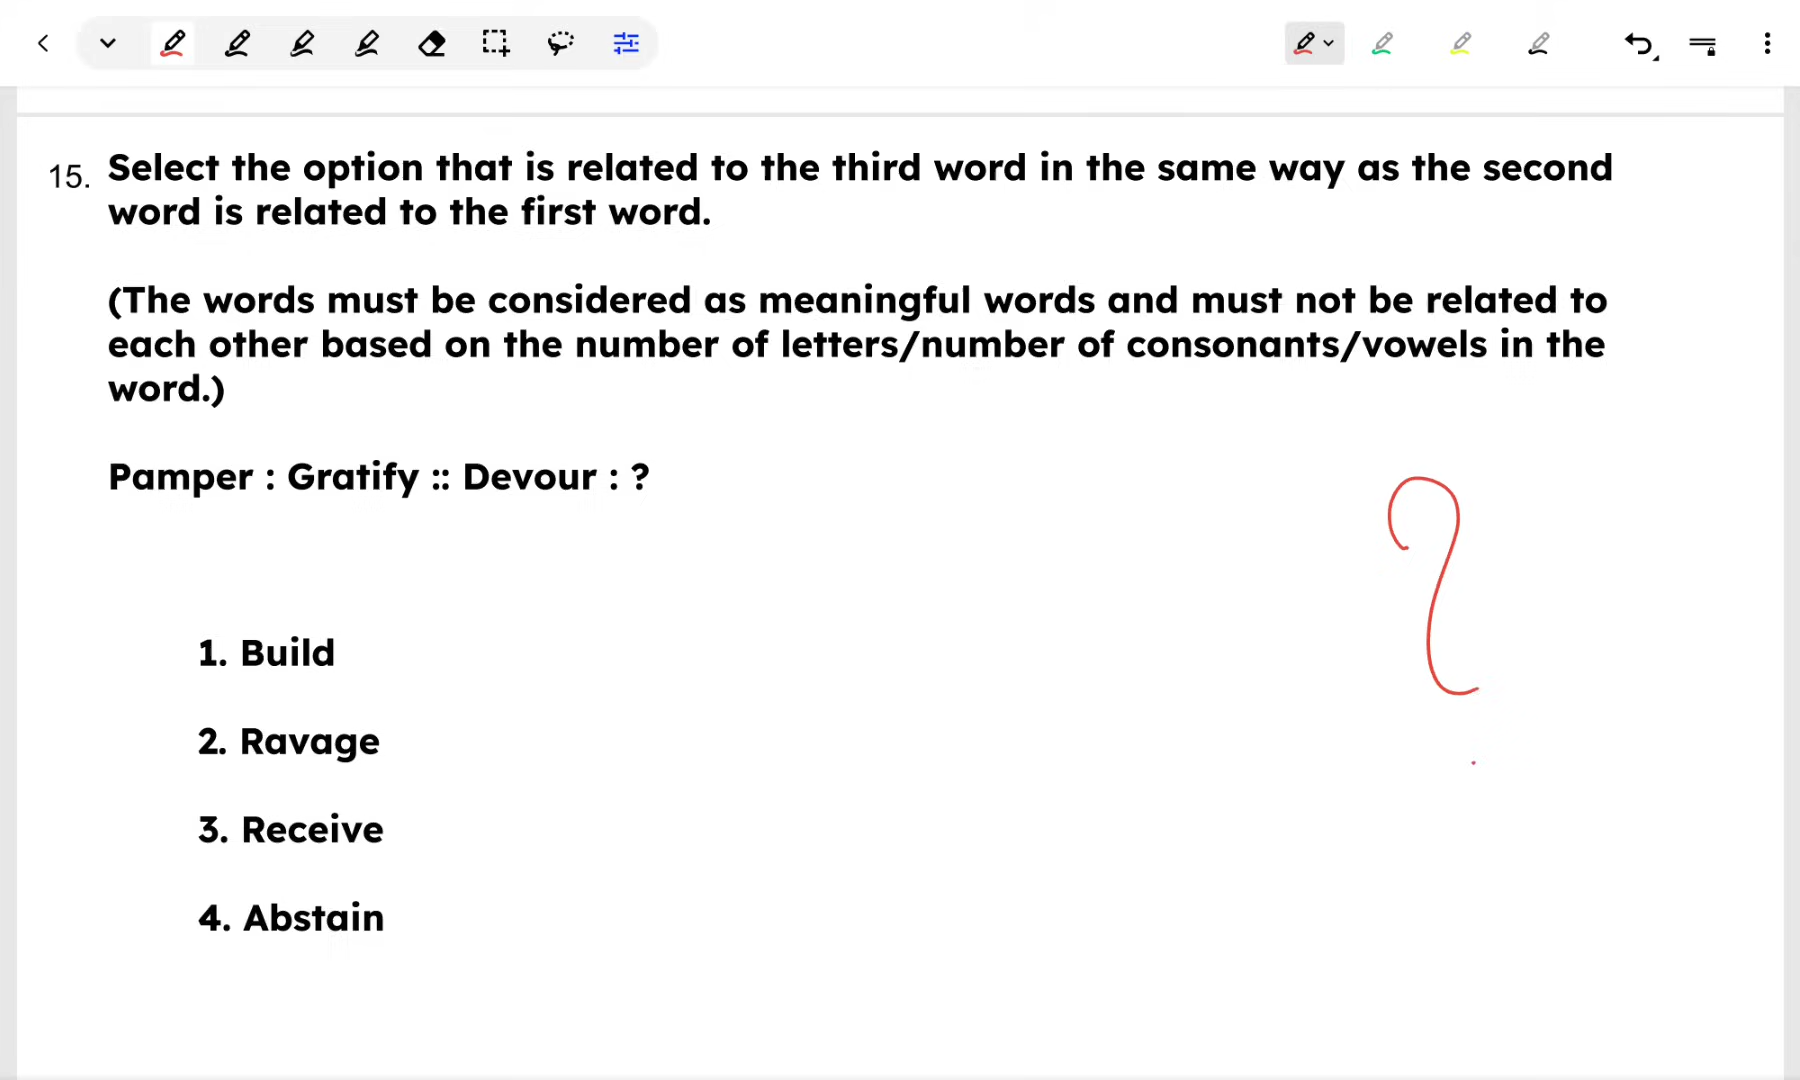 15. Select the option that is related to the third word in the same way as the second
word is related to the first word.
(The words must be considered as meaningful words and must not be related to
each other based on the number of letters/number of consonants/vowels in the
word.)
Pamper : Gratify :: Devour : ?
?
1. Build
2. Ravage
3. Receive
4. Abstain